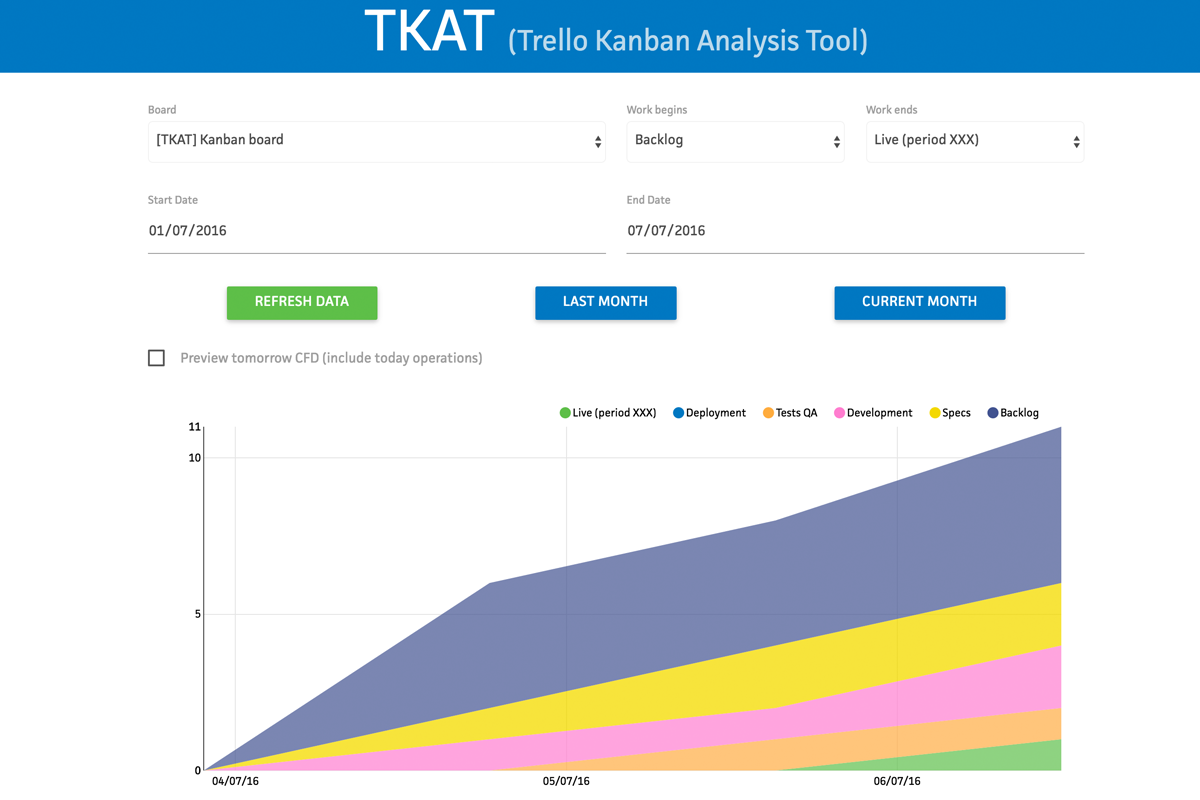 TKAT (Trello Kanban Analysis Tool)
Board
Work begins
Work ends
[TKAT] Kanban board
Backlog
Live (period XXX)
Start Date
End Date
01/07/2016
07/07/2016
REFRESH DATA
LAST MONTH
CURRENT MONTH
Preview tomorrow CFD (include today operations)
Live (period XXX) Deployment Tests QA Development Specs Backlog
11
10
5
0
04/07/16 05/07/16 06/07/16